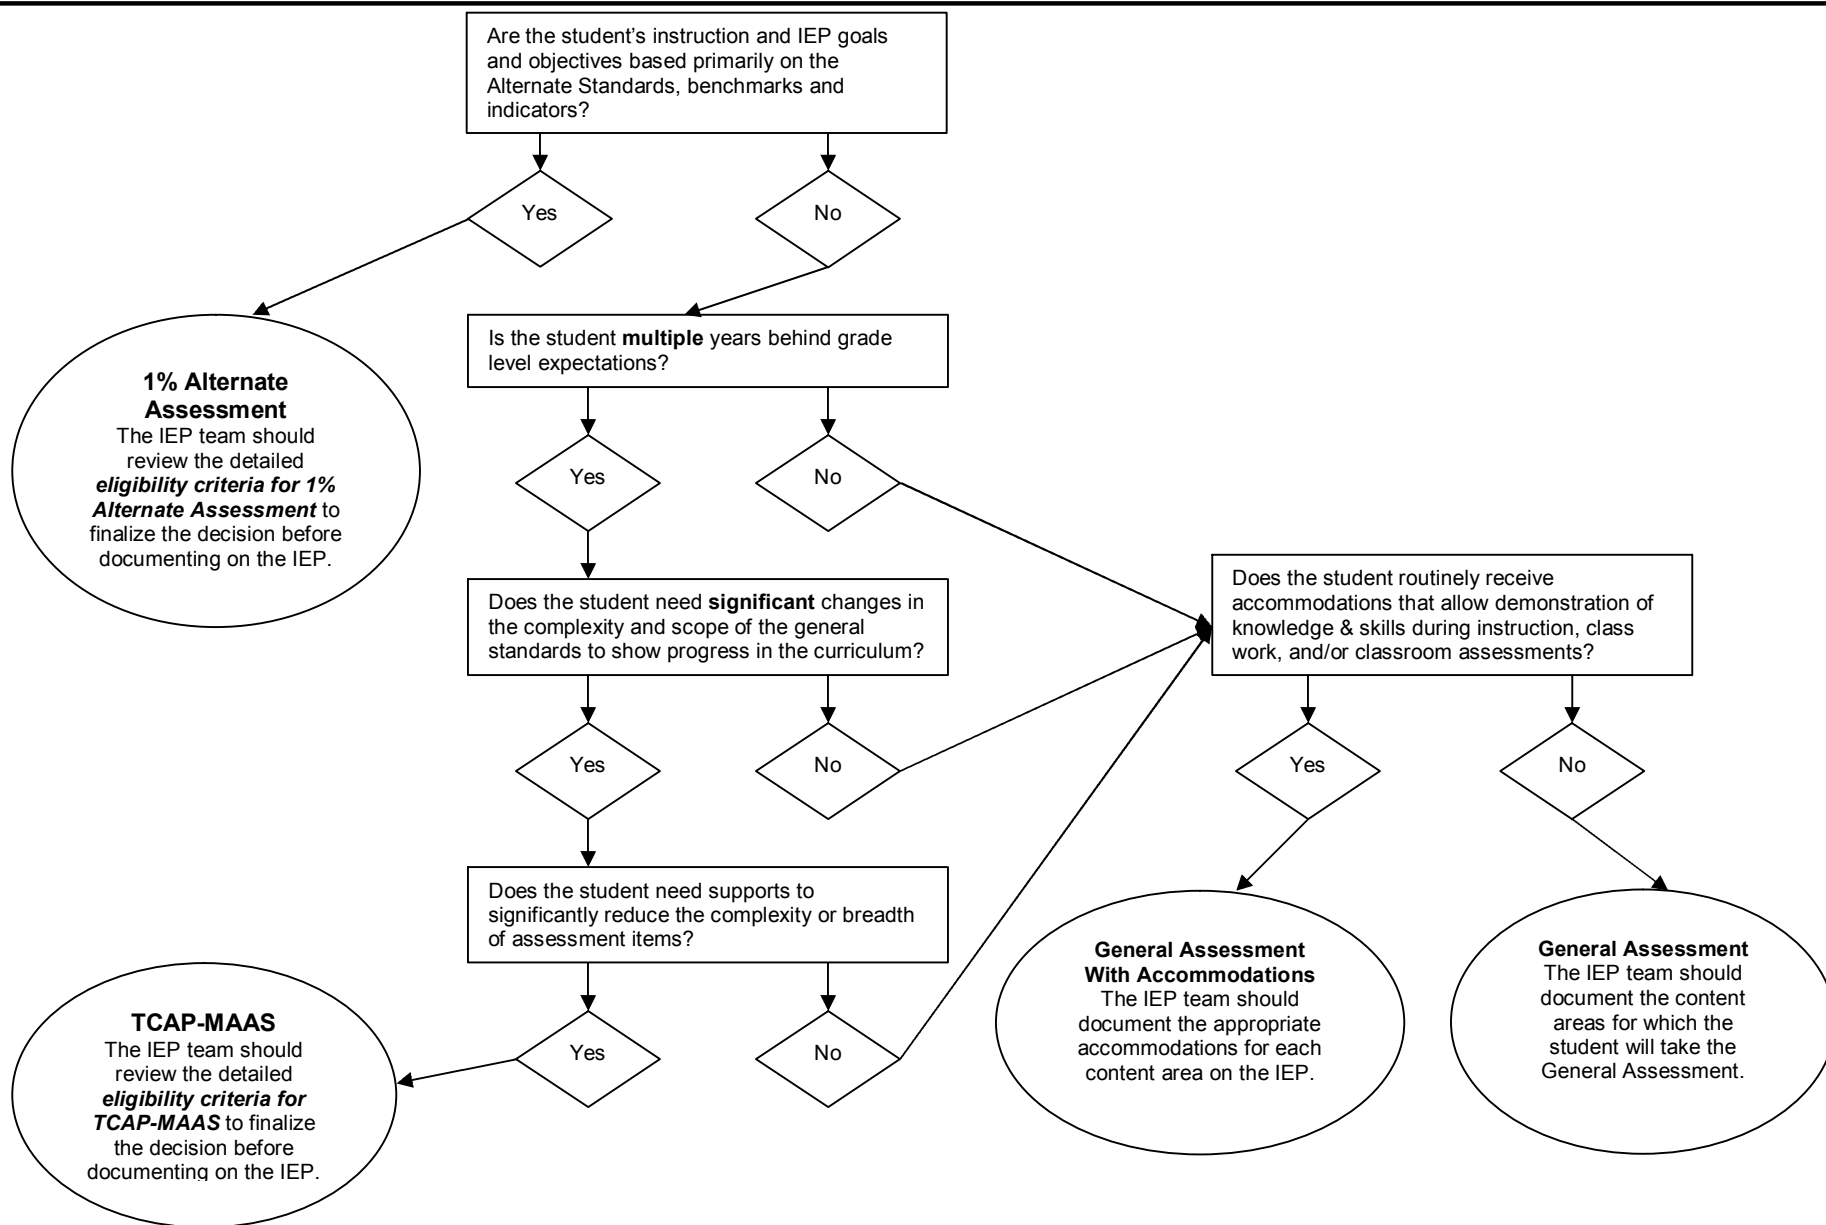 Are the student’s instruction and IEP goals
and objectives based primarily on the
Alternate Standards, benchmarks and
indicators?
Yes
No
1% Alternate
Assessment
The IEP team should
review the detailed
eligibility criteria for 1%
Alternate Assessment to
finalize the decision before
documenting on the IEP.
Is the student multiple years behind grade
level expectations?
Yes
No
Does the student need significant changes in
the complexity and scope of the general
standards to show progress in the curriculum?
Yes
No
Does the student need supports to
significantly reduce the complexity or breadth
of assessment items?
Yes
No
TCAP-MAAS
The IEP team should
review the detailed
eligibility criteria for
TCAP-MAAS to finalize
the decision before
documenting on the IEP.
Does the student routinely receive
accommodations that allow demonstration of
knowledge & skills during instruction, class
work, and/or classroom assessments?
Yes
No
General Assessment
With Accommodations
The IEP team should
document the appropriate
accommodations for each
content area on the IEP.
General Assessment
The IEP team should
document the content
areas for which the
student will take the
General Assessment.